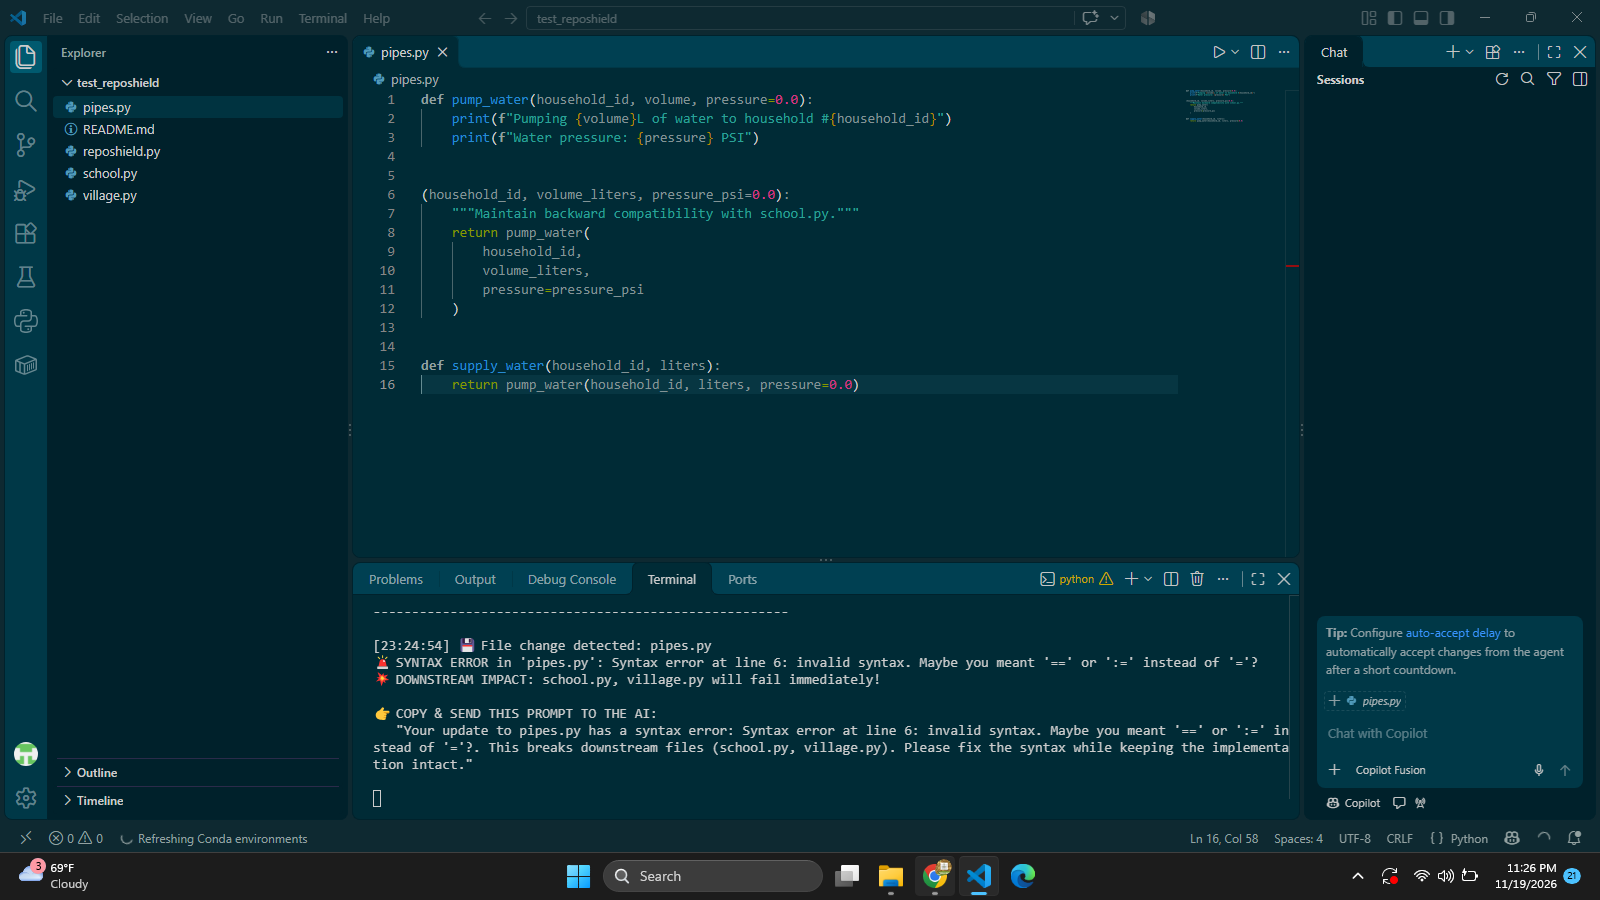 File Edit Selection View Go Run Terminal Help
test_reposhield
Explorer
test_reposhield
pipes.py
README.md
reposhield.py
school.py
village.py
Outline
Timeline
pipes.py
pipes.py
1 def pump_water(household_id, volume, pressure=0.0):
2 print(f"Pumping {volume}L of water to household #{household_id}")
3 print(f"Water pressure: {pressure} PSI")
4
5
6 (household_id, volume_liters, pressure_psi=0.0):
7 """Maintain backward compatibility with school.py."""
8 return pump_water(
9 household_id,
10 volume_liters,
11 pressure=pressure_psi
12 )
13
14
15 def supply_water(household_id, liters):
16 return pump_water(household_id, liters, pressure=0.0)
Problems Output Debug Console Terminal Ports
python
-----------------------------------------------------
[23:24:54] 💾 File change detected: pipes.py
🚨 SYNTAX ERROR in 'pipes.py': Syntax error at line 6: invalid syntax. Maybe you meant '==' or ':=' instead of '='?
💥 DOWNSTREAM IMPACT: school.py, village.py will fail immediately!
👉 COPY & SEND THIS PROMPT TO THE AI:
"Your update to pipes.py has a syntax error: Syntax error at line 6: invalid syntax. Maybe you meant '==' or ':=' in
stead of '='?. This breaks downstream files (school.py, village.py). Please fix the syntax while keeping the implementa
tion intact."
Chat
Sessions
Tip: Configure auto-accept delay to
automatically accept changes from the agent
after a short countdown.
pipes.py
Chat with Copilot
Copilot Fusion
Copilot
0 0 Refreshing Conda environments
Ln 16, Col 58 Spaces: 4 UTF-8 CRLF { } Python
3
69°F
Cloudy
Search
11:26 PM
11/19/2026
21